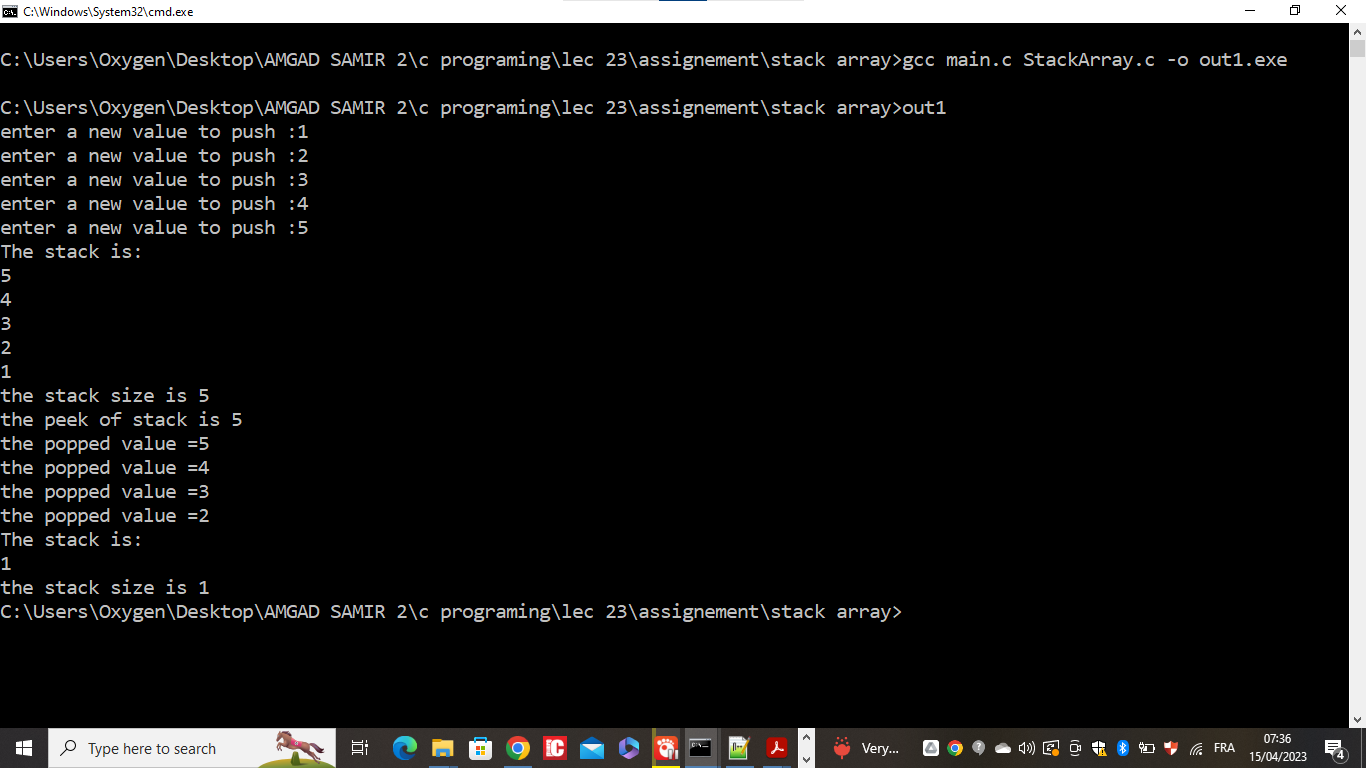 C:\Windows\System32\cmd.exe
C:\Users\Oxygen\Desktop\AMGAD SAMIR 2\c programing\lec 23\assignement\stack array>gcc main.c StackArray.c -o out1.exe
C:\Users\Oxygen\Desktop\AMGAD SAMIR 2\c programing\lec 23\assignement\stack array>out1
enter a new value to push :1
enter a new value to push :2
enter a new value to push :3
enter a new value to push :4
enter a new value to push :5
The stack is:
5
4
3
2
1
the stack size is 5
the peek of stack is 5
the popped value =5
the popped value =4
the popped value =3
the popped value =2
The stack is:
1
the stack size is 1
C:\Users\Oxygen\Desktop\AMGAD SAMIR 2\c programing\lec 23\assignement\stack array>
Type here to search
Very...
FRA
07:36
15/04/2023
4